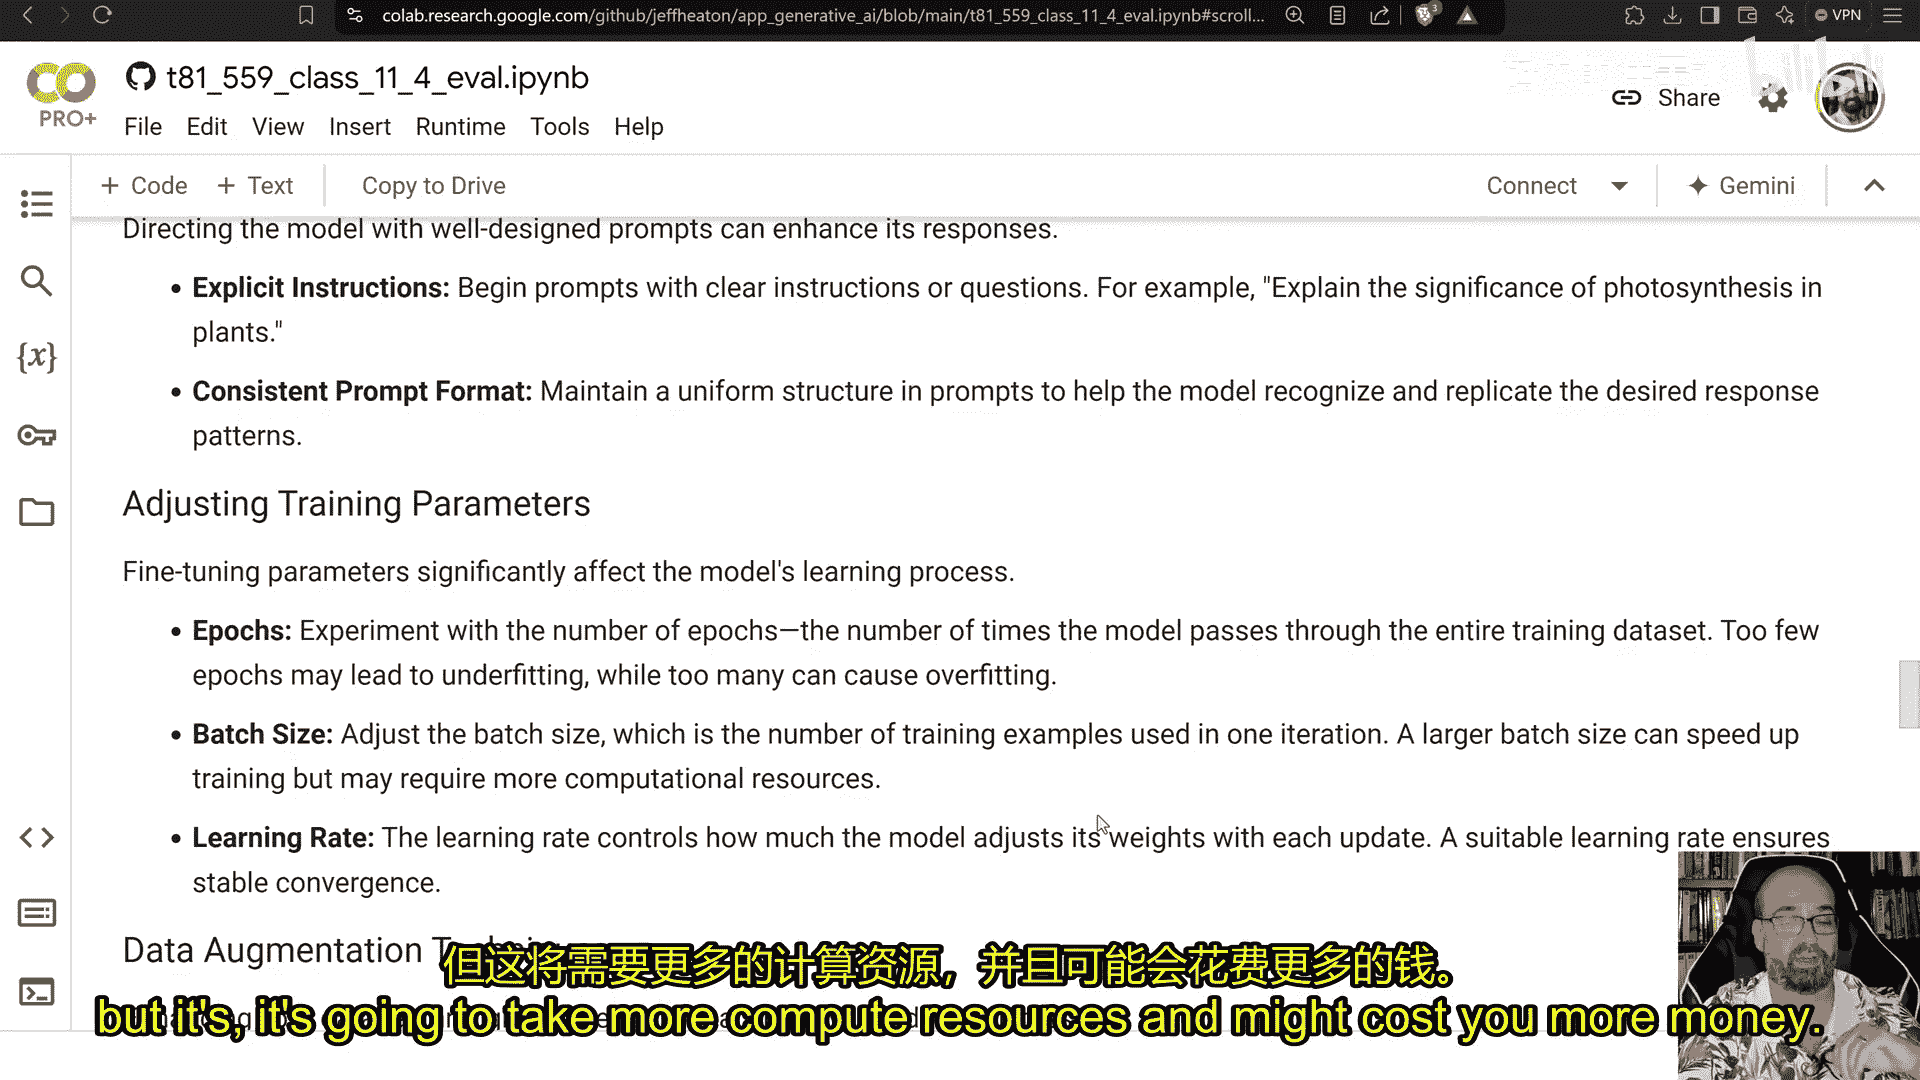 colab.research.google.com/github/jeffheaton/app_generative_ai/blob/main/t81_559_class_11_4_eval.ipynb#scroll...
3
VPN
PRO+
t81_559_class_11_4_eval.ipynb
File Edit View Insert Runtime Tools Help
Share
+ Code + Text Copy to Drive
Connect Gemini
Directing the model with well-designed prompts can enhance its responses.
• Explicit Instructions: Begin prompts with clear instructions or questions. For example, "Explain the significance of photosynthesis in
plants."
• Consistent Prompt Format: Maintain a uniform structure in prompts to help the model recognize and replicate the desired response
patterns.
Adjusting Training Parameters
Fine-tuning parameters significantly affect the model's learning process.
• Epochs: Experiment with the number of epochs—the number of times the model passes through the entire training dataset. Too few
epochs may lead to underfitting, while too many can cause overfitting.
• Batch Size: Adjust the batch size, which is the number of training examples used in one iteration. A larger batch size can speed up
training but may require more computational resources.
• Learning Rate: The learning rate controls how much the model adjusts its weights with each update. A suitable learning rate ensures
stable convergence.
Data Augmentation
但这将需要更多的计算资源，并且可能会花费更多的钱。
but it's, it's going to take more compute resources and might cost you more money.